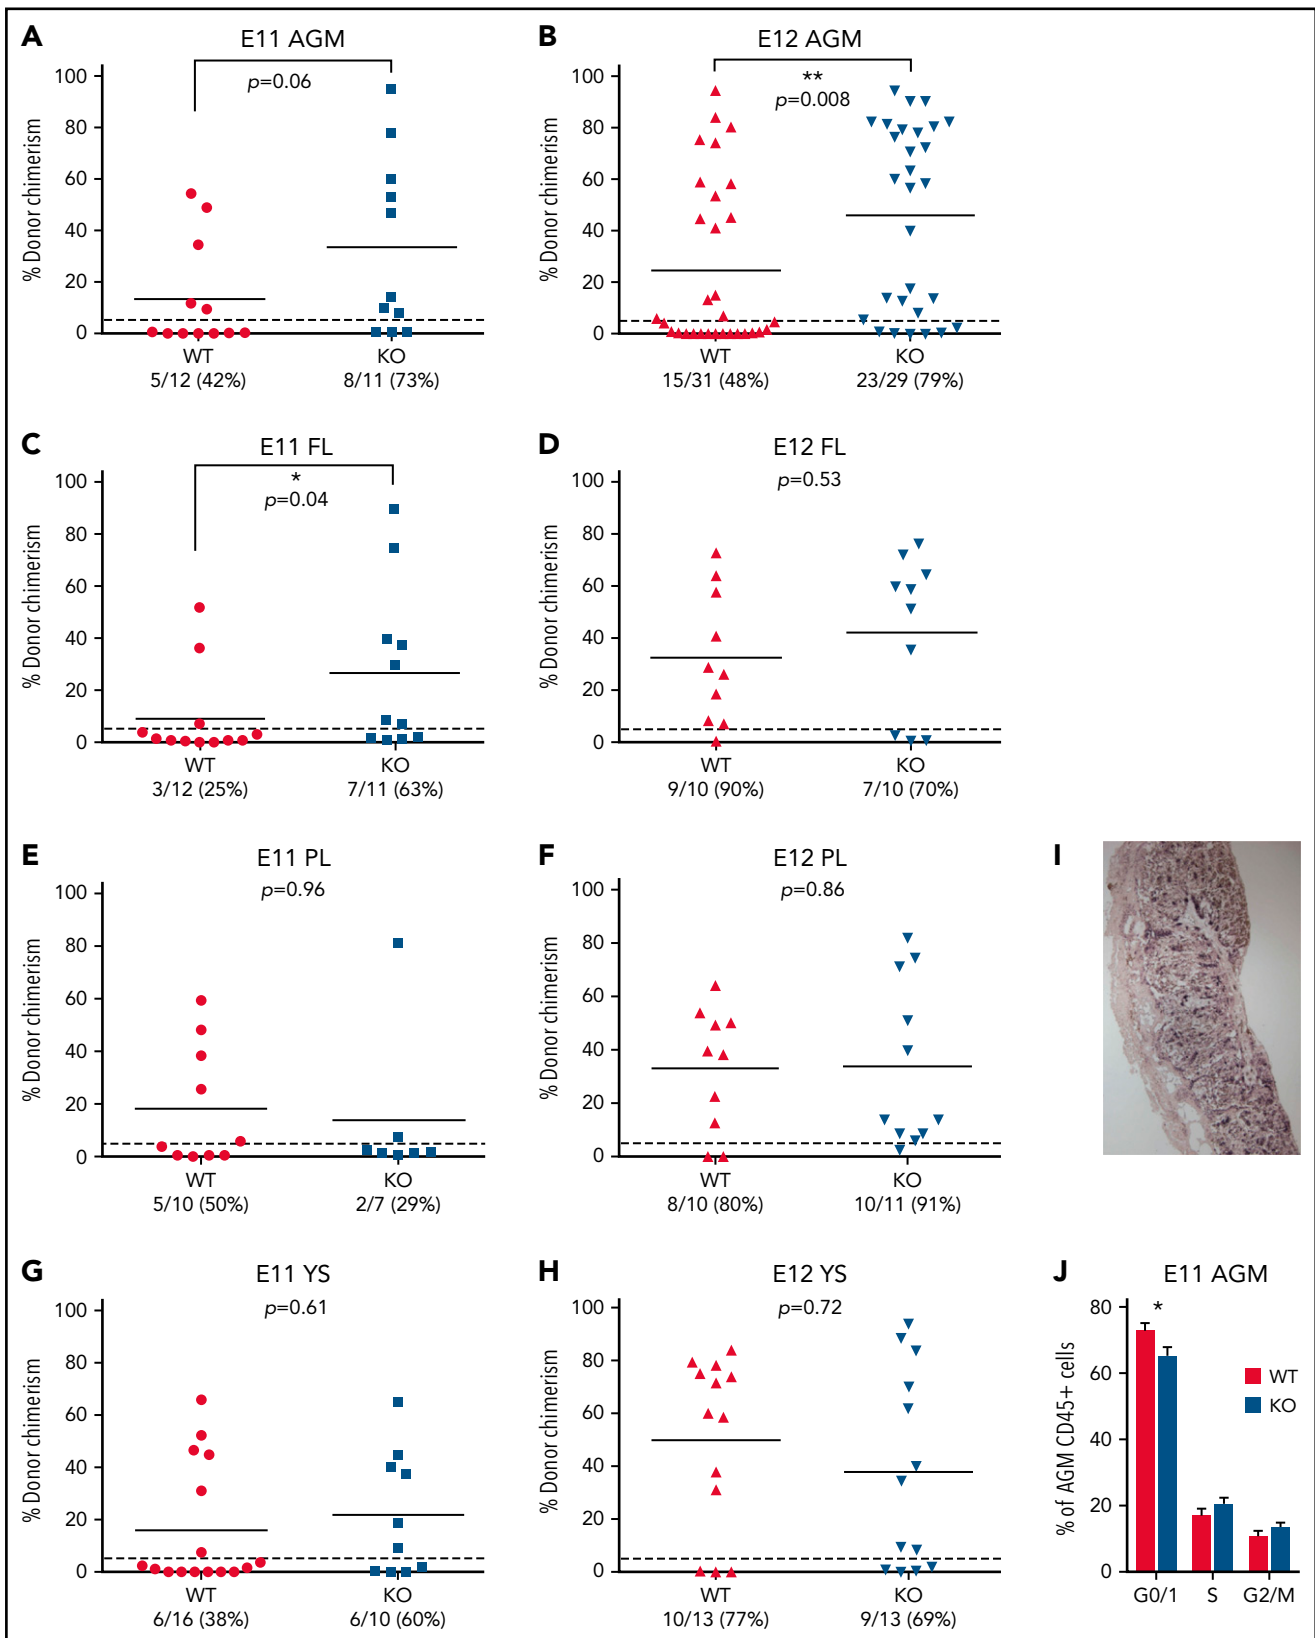 A
E11 AGM
p=0.06
% Donor chimerism
100
80
60
40
20
0
WT
KO
5/12 (42%)
8/11 (73%)
B
E12 AGM
**
p=0.008
% Donor chimerism
100
80
60
40
20
0
WT
KO
15/31 (48%)
23/29 (79%)
C
E11 FL
*
p=0.04
% Donor chimerism
100
80
60
40
20
0
WT
KO
3/12 (25%)
7/11 (63%)
D
E12 FL
p=0.53
% Donor chimerism
100
80
60
40
20
0
WT
KO
9/10 (90%)
7/10 (70%)
E
E11 PL
p=0.96
% Donor chimerism
100
80
60
40
20
0
WT
KO
5/10 (50%)
2/7 (29%)
F
E12 PL
p=0.86
% Donor chimerism
100
80
60
40
20
0
WT
KO
8/10 (80%)
10/11 (91%)
I
G
E11 YS
p=0.61
% Donor chimerism
100
80
60
40
20
0
WT
KO
6/16 (38%)
6/10 (60%)
H
E12 YS
p=0.72
% Donor chimerism
100
80
60
40
20
0
WT
KO
10/13 (77%)
9/13 (69%)
J
E11 AGM
% of AGM CD45+ cells
80
60
40
20
0
*
WT
KO
G0/1
S
G2/M